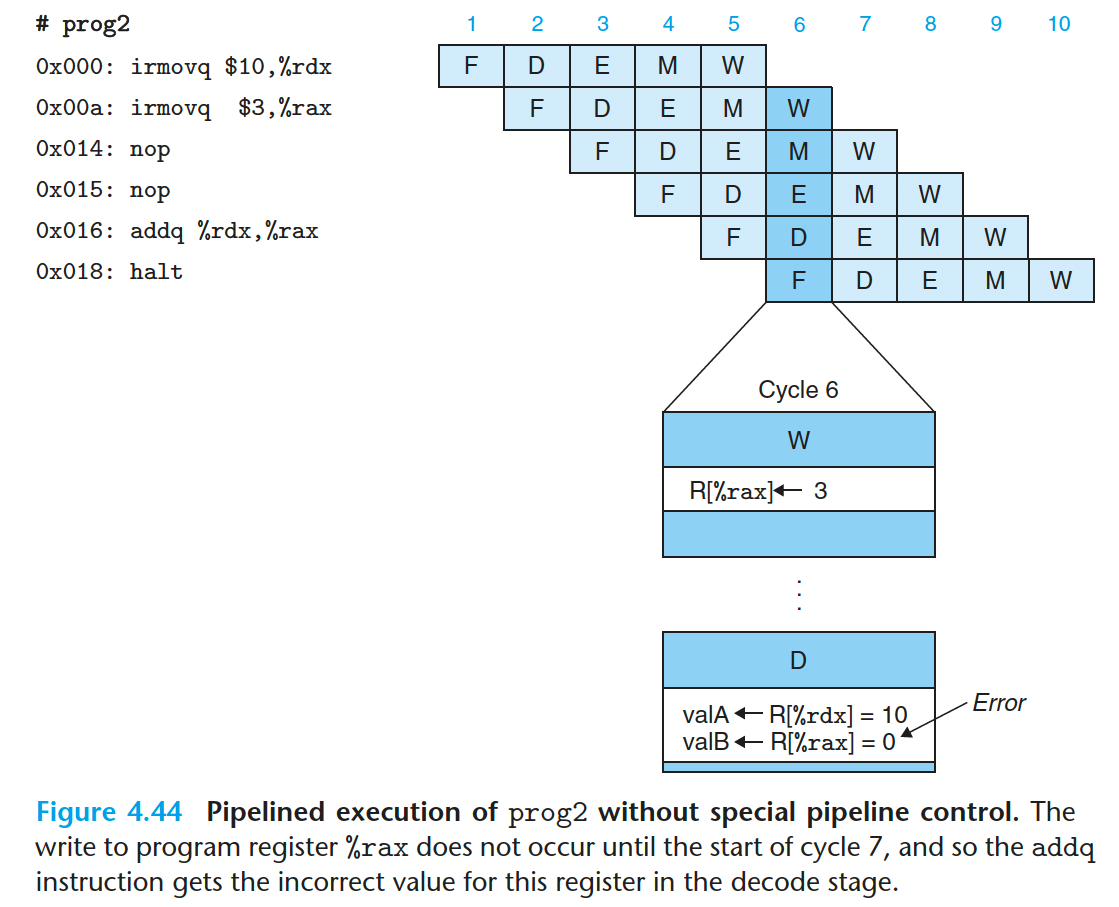 # prog2 1 2 3 4 5 6 7 8 9 10
0x000: irmovq $10,%rdx F D E M W
0x00a: irmovq  $3,%rax F D E M W
0x014: nop F D E M W
0x015: nop F D E M W
0x016: addq %rdx,%rax F D E M W
0x018: halt F D E M W
Cycle 6
W
R[%rax] ← 3
⋮
D
valA ← R[%rdx] = 10
valB ← R[%rax] = 0
Error
Figure 4.44 Pipelined execution of prog2 without special pipeline control. The
write to program register %rax does not occur until the start of cycle 7, and so the addq
instruction gets the incorrect value for this register in the decode stage.